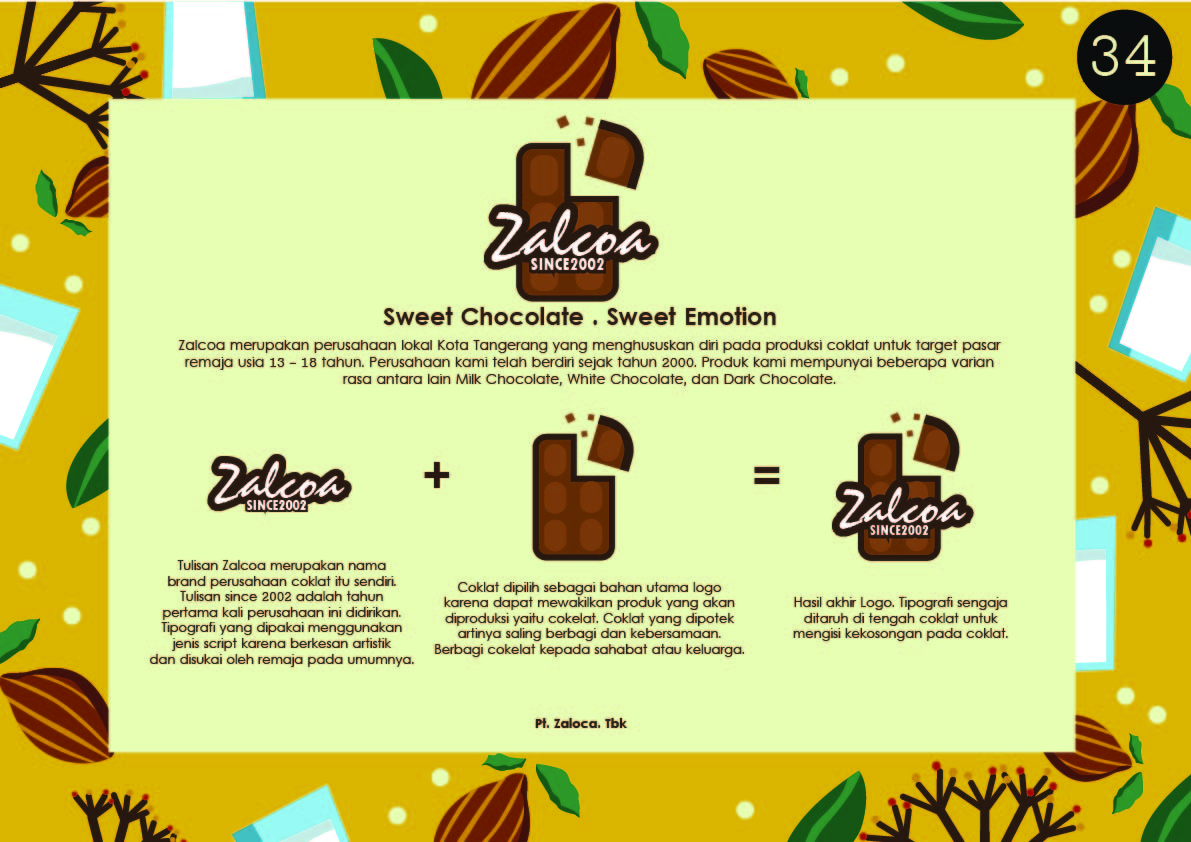 34
Zalcoa
SINCE2002
Sweet Chocolate . Sweet Emotion
Zalcoa merupakan perusahaan lokal Kota Tangerang yang menghususkan diri pada produksi coklat untuk target pasar
remaja usia 13 – 18 tahun. Perusahaan kami telah berdiri sejak tahun 2000. Produk kami mempunyai beberapa varian
rasa antara lain Milk Chocolate, White Chocolate, dan Dark Chocolate.
Zalcoa
SINCE2002
+
=
Zalcoa
SINCE2002
Tulisan Zalcoa merupakan nama
brand perusahaan coklat itu sendiri.
Tulisan since 2002 adalah tahun
pertama kali perusahaan ini didirikan.
Tipografi yang dipakai menggunakan
jenis script karena berkesan artistik
dan disukai oleh remaja pada umumnya.
Coklat dipilih sebagai bahan utama logo
karena dapat mewakilkan produk yang akan
diproduksi yaitu cokelat. Coklat yang dipotek
artinya saling berbagi dan kebersamaan.
Berbagi cokelat kepada sahabat atau keluarga.
Hasil akhir Logo. Tipografi sengaja
ditaruh di tengah coklat untuk
mengisi kekosongan pada coklat.
Pt. Zaloca. Tbk